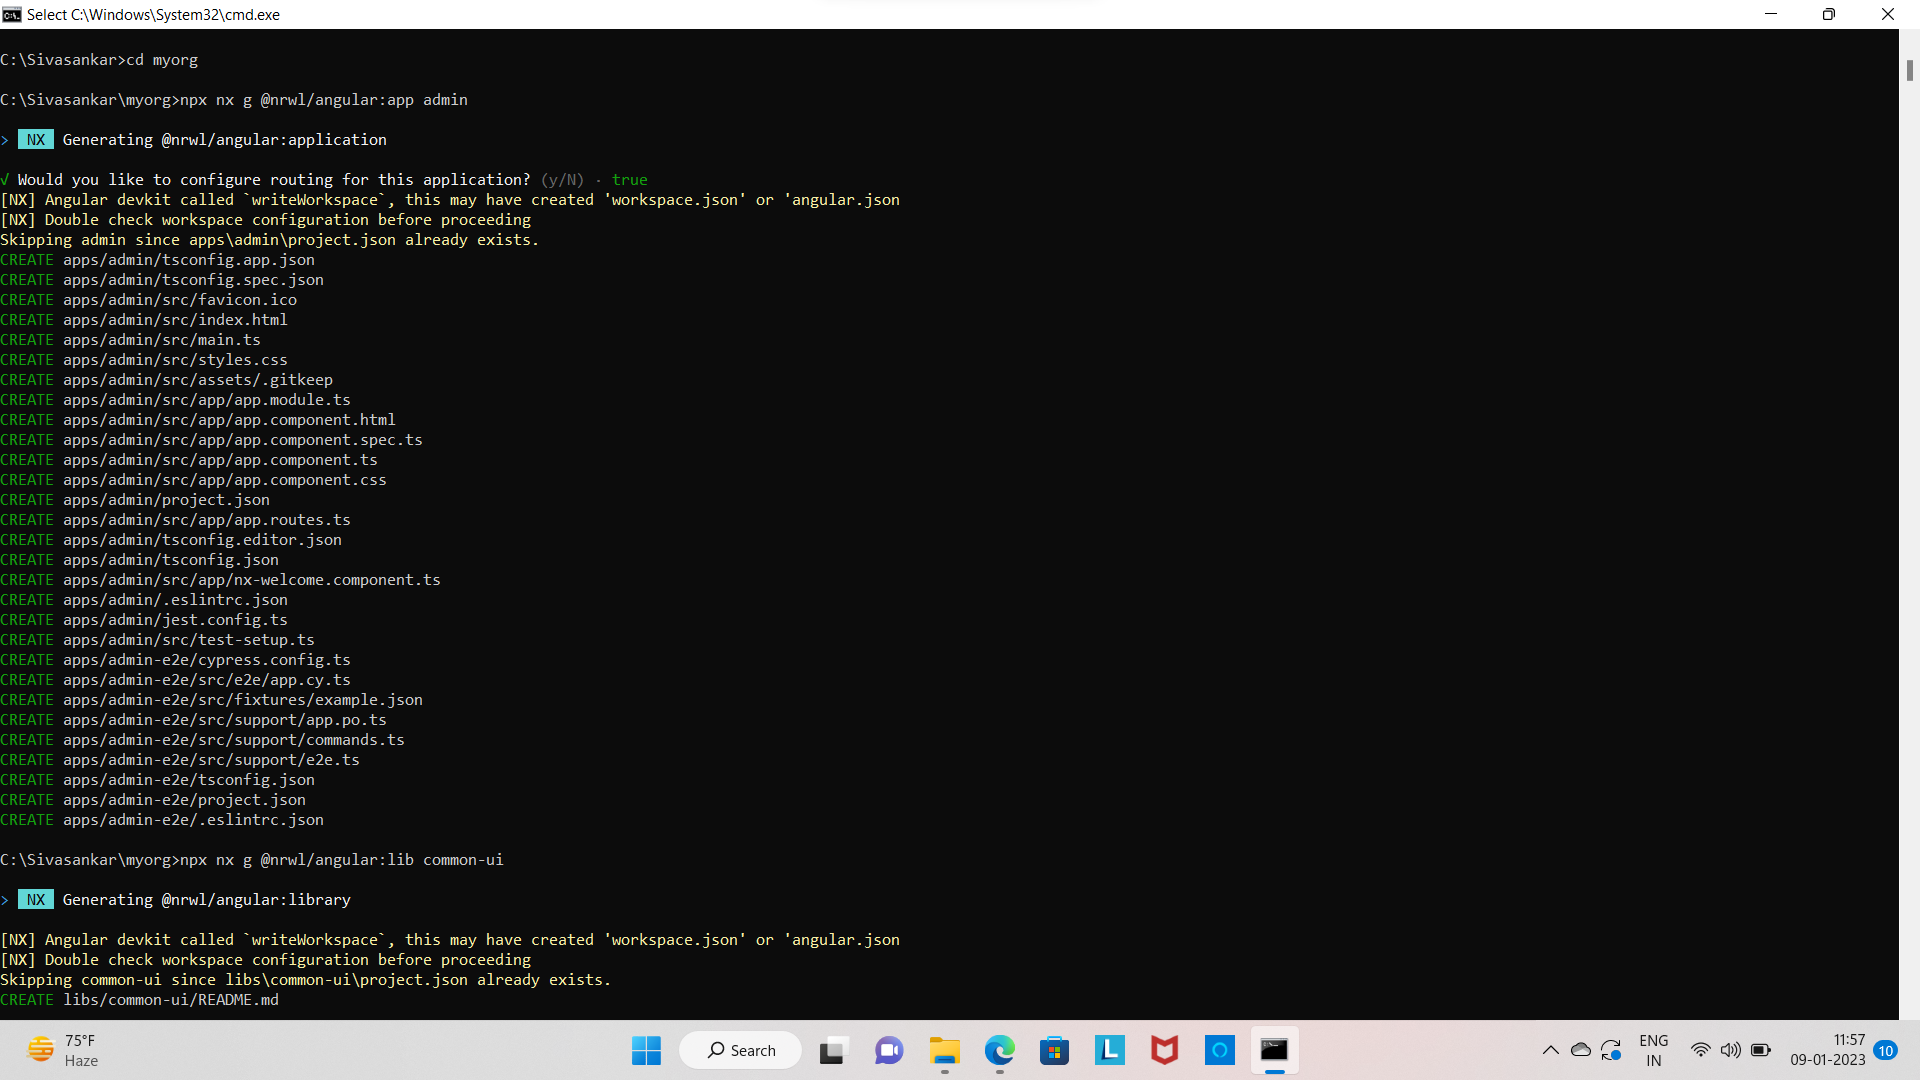 Select C:\Windows\System32\cmd.exe
C:\Sivasankar>cd myorg
C:\Sivasankar\myorg>npx nx g @nrwl/angular:app admin
> NX Generating @nrwl/angular:application
√ Would you like to configure routing for this application? (y/N) · true
[NX] Angular devkit called `writeWorkspace`, this may have created 'workspace.json' or 'angular.json
[NX] Double check workspace configuration before proceeding
Skipping admin since apps\admin\project.json already exists.
CREATE apps/admin/tsconfig.app.json
CREATE apps/admin/tsconfig.spec.json
CREATE apps/admin/src/favicon.ico
CREATE apps/admin/src/index.html
CREATE apps/admin/src/main.ts
CREATE apps/admin/src/styles.css
CREATE apps/admin/src/assets/.gitkeep
CREATE apps/admin/src/app/app.module.ts
CREATE apps/admin/src/app/app.component.html
CREATE apps/admin/src/app/app.component.spec.ts
CREATE apps/admin/src/app/app.component.ts
CREATE apps/admin/src/app/app.component.css
CREATE apps/admin/project.json
CREATE apps/admin/src/app/app.routes.ts
CREATE apps/admin/tsconfig.editor.json
CREATE apps/admin/tsconfig.json
CREATE apps/admin/src/app/nx-welcome.component.ts
CREATE apps/admin/.eslintrc.json
CREATE apps/admin/jest.config.ts
CREATE apps/admin/src/test-setup.ts
CREATE apps/admin-e2e/cypress.config.ts
CREATE apps/admin-e2e/src/e2e/app.cy.ts
CREATE apps/admin-e2e/src/fixtures/example.json
CREATE apps/admin-e2e/src/support/app.po.ts
CREATE apps/admin-e2e/src/support/commands.ts
CREATE apps/admin-e2e/src/support/e2e.ts
CREATE apps/admin-e2e/tsconfig.json
CREATE apps/admin-e2e/project.json
CREATE apps/admin-e2e/.eslintrc.json
C:\Sivasankar\myorg>npx nx g @nrwl/angular:lib common-ui
> NX Generating @nrwl/angular:library
[NX] Angular devkit called `writeWorkspace`, this may have created 'workspace.json' or 'angular.json
[NX] Double check workspace configuration before proceeding
Skipping common-ui since libs\common-ui\project.json already exists.
CREATE libs/common-ui/README.md
75°F
Haze
Search
L
ENG
IN
11:57
09-01-2023
10